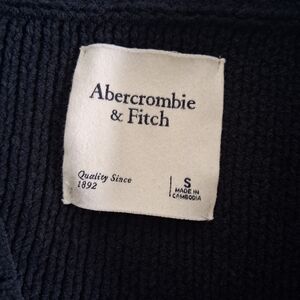 Abercrombie
& Fitch
Quality Since
1892
S
MADE IN
CAMBODIA